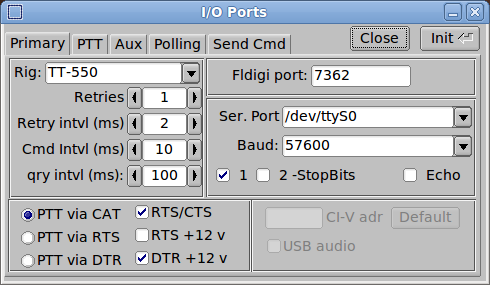 I/O Ports
Primary PTT Aux Polling Send Cmd Close Init
Rig: TT-550
Retries 1
Retry intvl (ms) 2
Cmd Intvl (ms) 10
qry intvl (ms): 100
Fldigi port: 7362
Ser. Port /dev/ttyS0
Baud: 57600
1 2 -StopBits Echo
PTT via CAT RTS/CTS
PTT via RTS RTS +12 v
PTT via DTR DTR +12 v
CI-V adr Default
USB audio